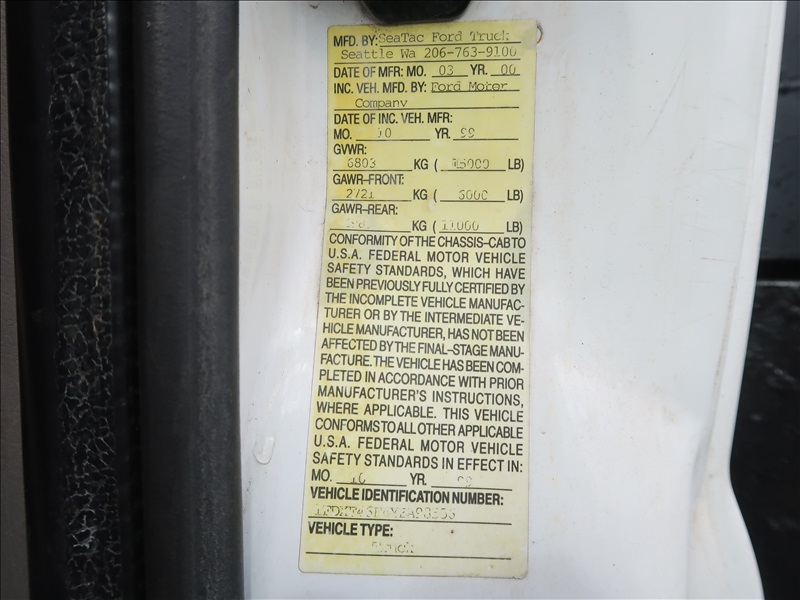 MFD. BY: SeaTac Ford Truck
Seattle Wa 206-763-9100
DATE OF MFR: MO. 03 YR. 00
INC. VEH. MFD. BY: Ford Motor
Company
DATE OF INC. VEH. MFR:
MO. 10 YR. 99
GVWR:
6803 KG ( 15000 LB)
GAWR-FRONT:
2721 KG ( 6000 LB)
GAWR-REAR:
KG ( 11000 LB)
CONFORMITY OF THE CHASSIS-CAB TO
U.S.A. FEDERAL MOTOR VEHICLE
SAFETY STANDARDS, WHICH HAVE
BEEN PREVIOUSLY FULLY CERTIFIED BY
THE INCOMPLETE VEHICLE MANUFAC-
TURER OR BY THE INTERMEDIATE VE-
HICLE MANUFACTURER, HAS NOT BEEN
AFFECTED BY THE FINAL-STAGE MANU-
FACTURE. THE VEHICLE HAS BEEN COM-
PLETED IN ACCORDANCE WITH PRIOR
MANUFACTURER'S INSTRUCTIONS,
WHERE APPLICABLE. THIS VEHICLE
CONFORMS TO ALL OTHER APPLICABLE
U.S.A. FEDERAL MOTOR VEHICLE
SAFETY STANDARDS IN EFFECT IN:
MO. 10 YR. 99
VEHICLE IDENTIFICATION NUMBER:
VEHICLE TYPE: